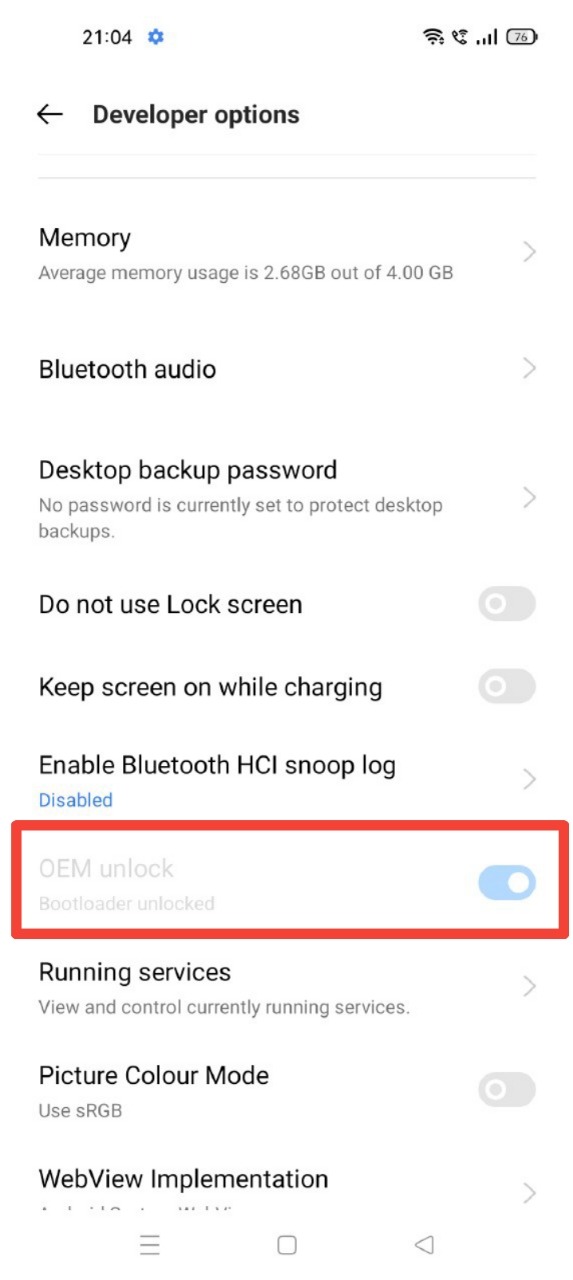 21:04 76
Developer options
Memory
Average memory usage is 2.68GB out of 4.00 GB
Bluetooth audio
Desktop backup password
No password is currently set to protect desktop
backups.
Do not use Lock screen
Keep screen on while charging
Enable Bluetooth HCI snoop log
Disabled
OEM unlock
Bootloader unlocked
Running services
View and control currently running services.
Picture Colour Mode
Use sRGB
WebView Implementation